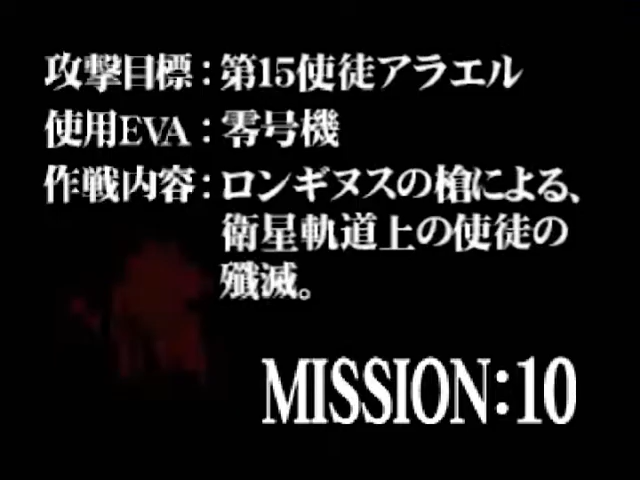 攻撃目標：第15使徒アラエル
使用EVA：零号機
作戦内容：ロンギヌスの槍による、
衛星軌道上の使徒の
殲滅。
MISSION:10